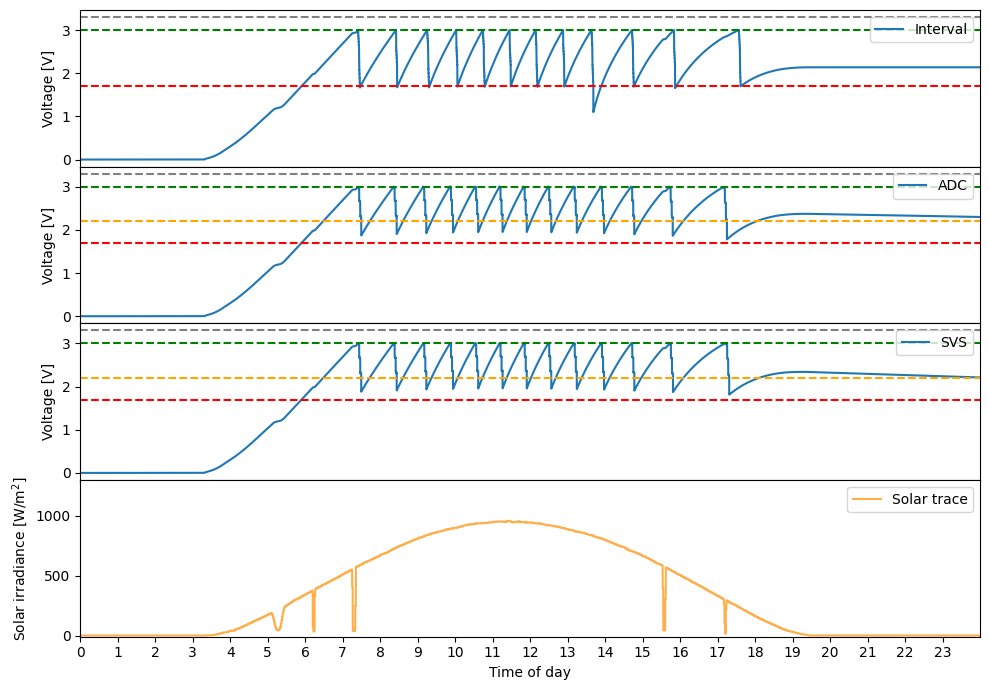 Voltage [V]
3
2
1
0
Interval
Voltage [V]
3
2
1
0
ADC
Voltage [V]
3
2
1
0
SVS
Solar irradiance [W/m²]
1000
500
0
Solar trace
0 1 2 3 4 5 6 7 8 9 10 11 12 13 14 15 16 17 18 19 20 21 22 23
Time of day